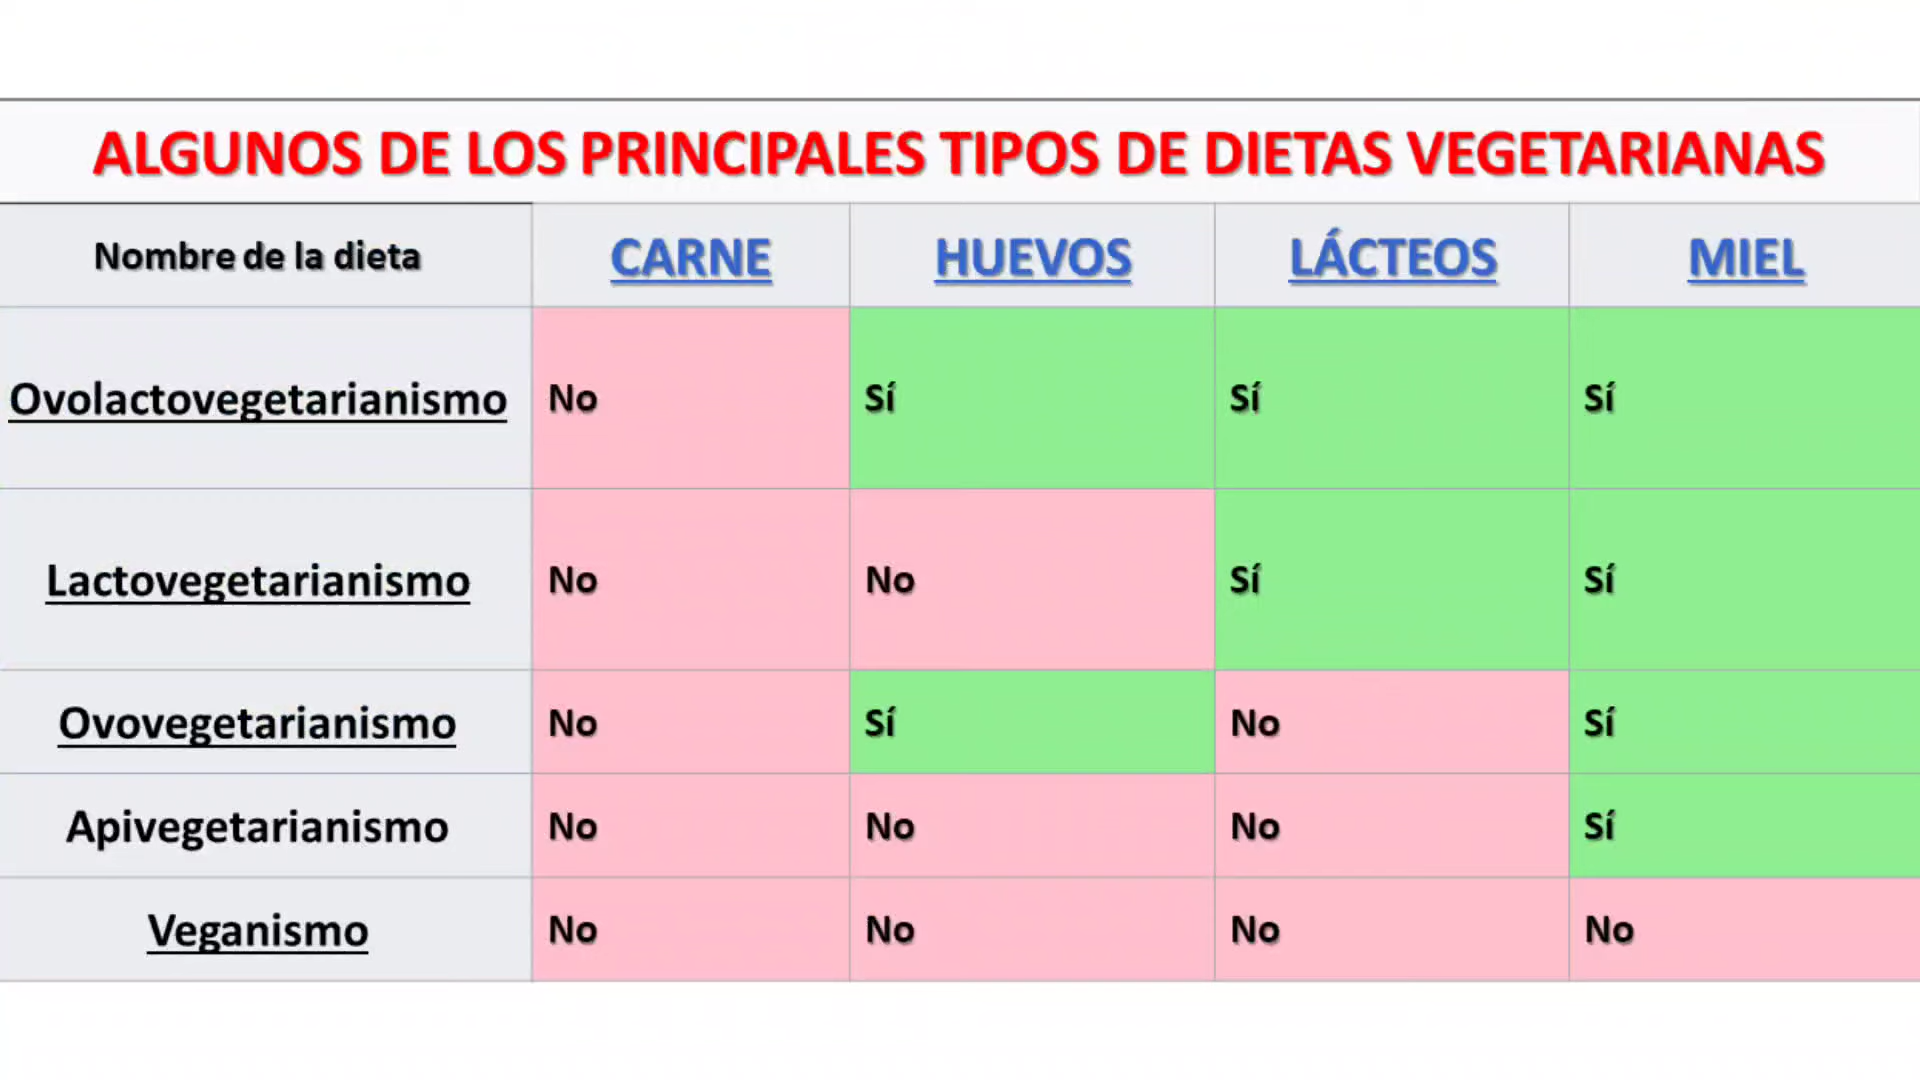 ALGUNOS DE LOS PRINCIPALES TIPOS DE DIETAS VEGETARIANAS
Nombre de la dieta CARNE HUEVOS LÁCTEOS MIEL
Ovolactovegetarianismo No Sí Sí Sí
Lactovegetarianismo No No Sí Sí
Ovovegetarianismo No Sí No Sí
Apivegetarianismo No No No Sí
Veganismo No No No No